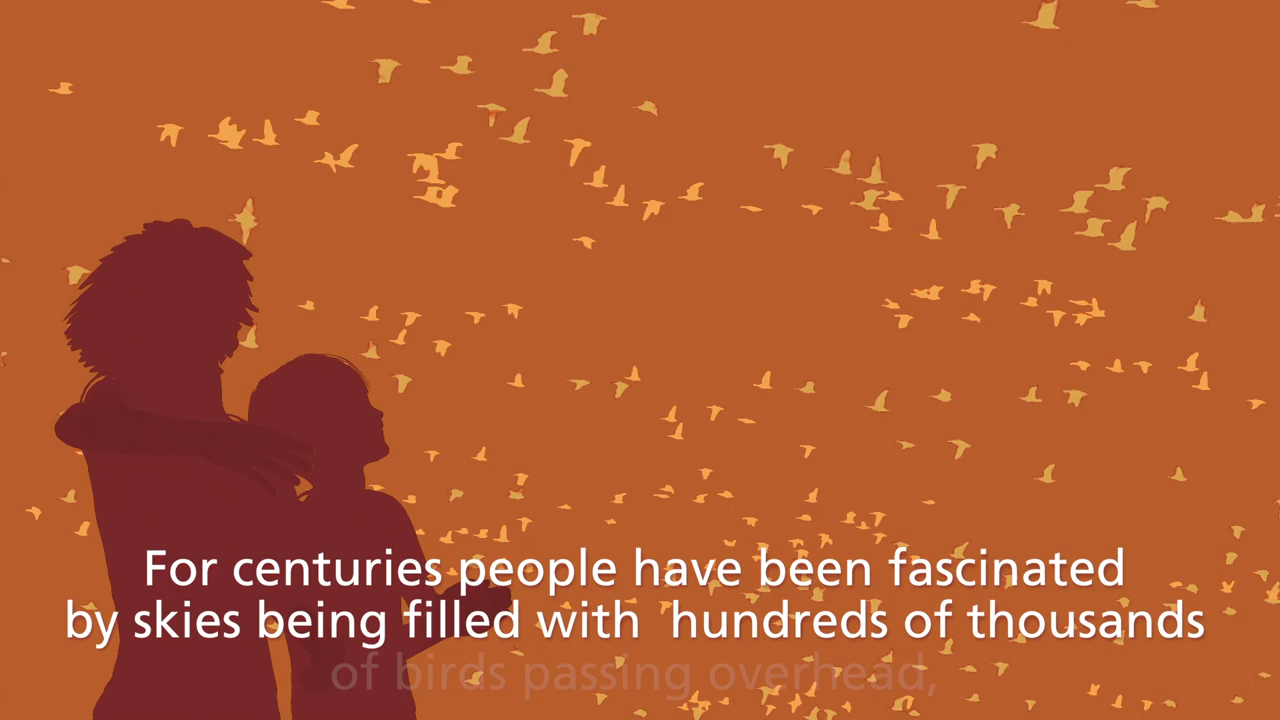 For centuries people have been fascinated
by skies being filled with hundreds of thousands
of birds passing overhead,